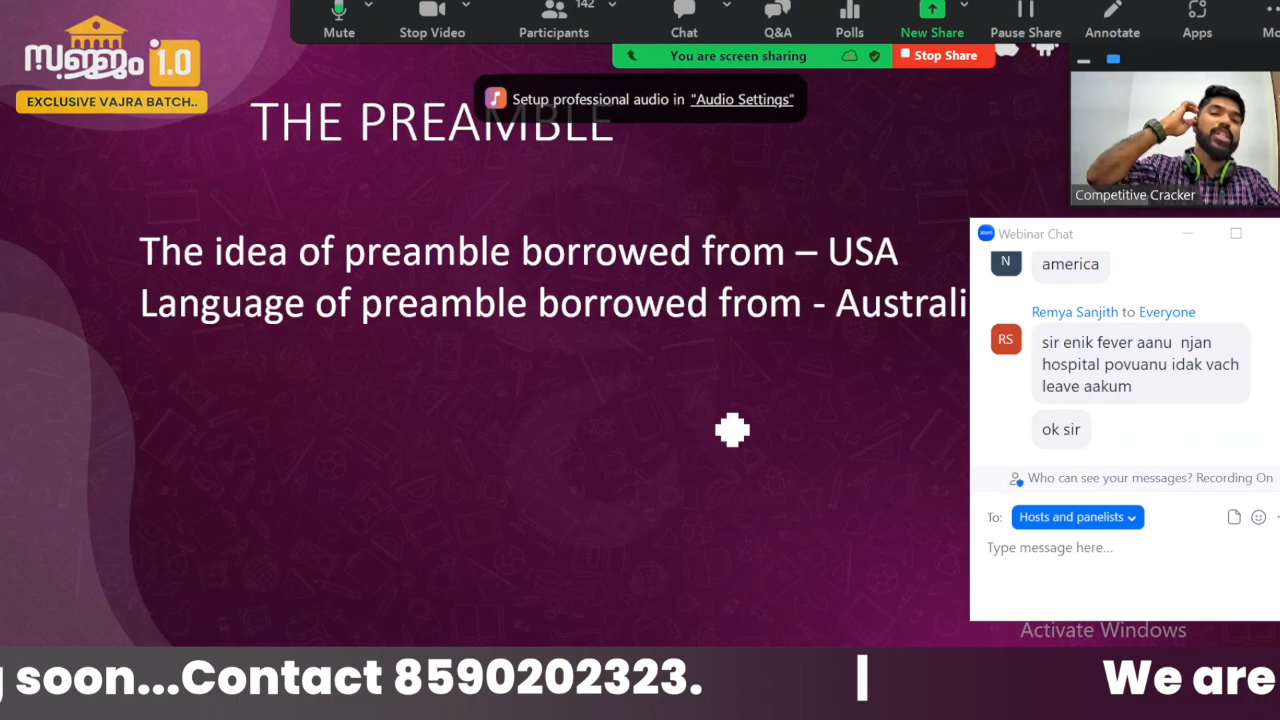 142
Mute
Stop Video
Participants
Chat
Q&A
Polls
New Share
Pause Share
Annotate
Apps
Mo
You are screen sharing
Stop Share
1.0
EXCLUSIVE VAJRA BATCH..
Setup professional audio in "Audio Settings"
THE PREAMBLE
Competitive Cracker
The idea of preamble borrowed from – USA
Language of preamble borrowed from - Australi
Webinar Chat
N
america
Remya Sanjith to Everyone
RS
sir enik fever aanu njan
hospital povuanu idak vach
leave aakum
ok sir
Who can see your messages? Recording On
To: Hosts and panelists
Type message here...
Activate Windows
g soon...Contact 8590202323. | We are